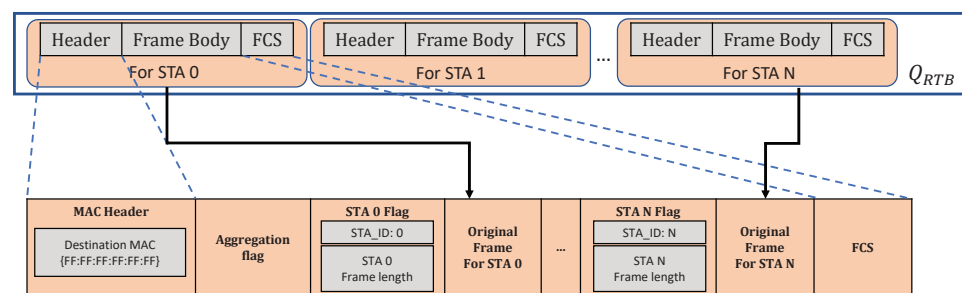 Header Frame Body FCS Header Frame Body FCS Header Frame Body FCS
For STA 0 For STA 1 ... For STA N Q_RTB
MAC Header STA 0 Flag STA N Flag
Destination MAC
{FF:FF:FF:FF:FF:FF}
Aggregation
flag
STA_ID: 0
STA 0
Frame length
Original
Frame
For STA 0
...
STA_ID: N
STA N
Frame length
Original
Frame
For STA N
FCS